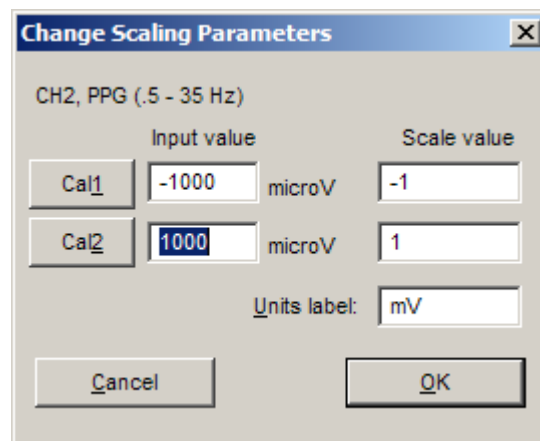 Change Scaling Parameters
CH2, PPG (.5 - 35 Hz)
Input value Scale value
Cal1 -1000 microV -1
Cal2 1000 microV 1
Units label: mV
Cancel OK